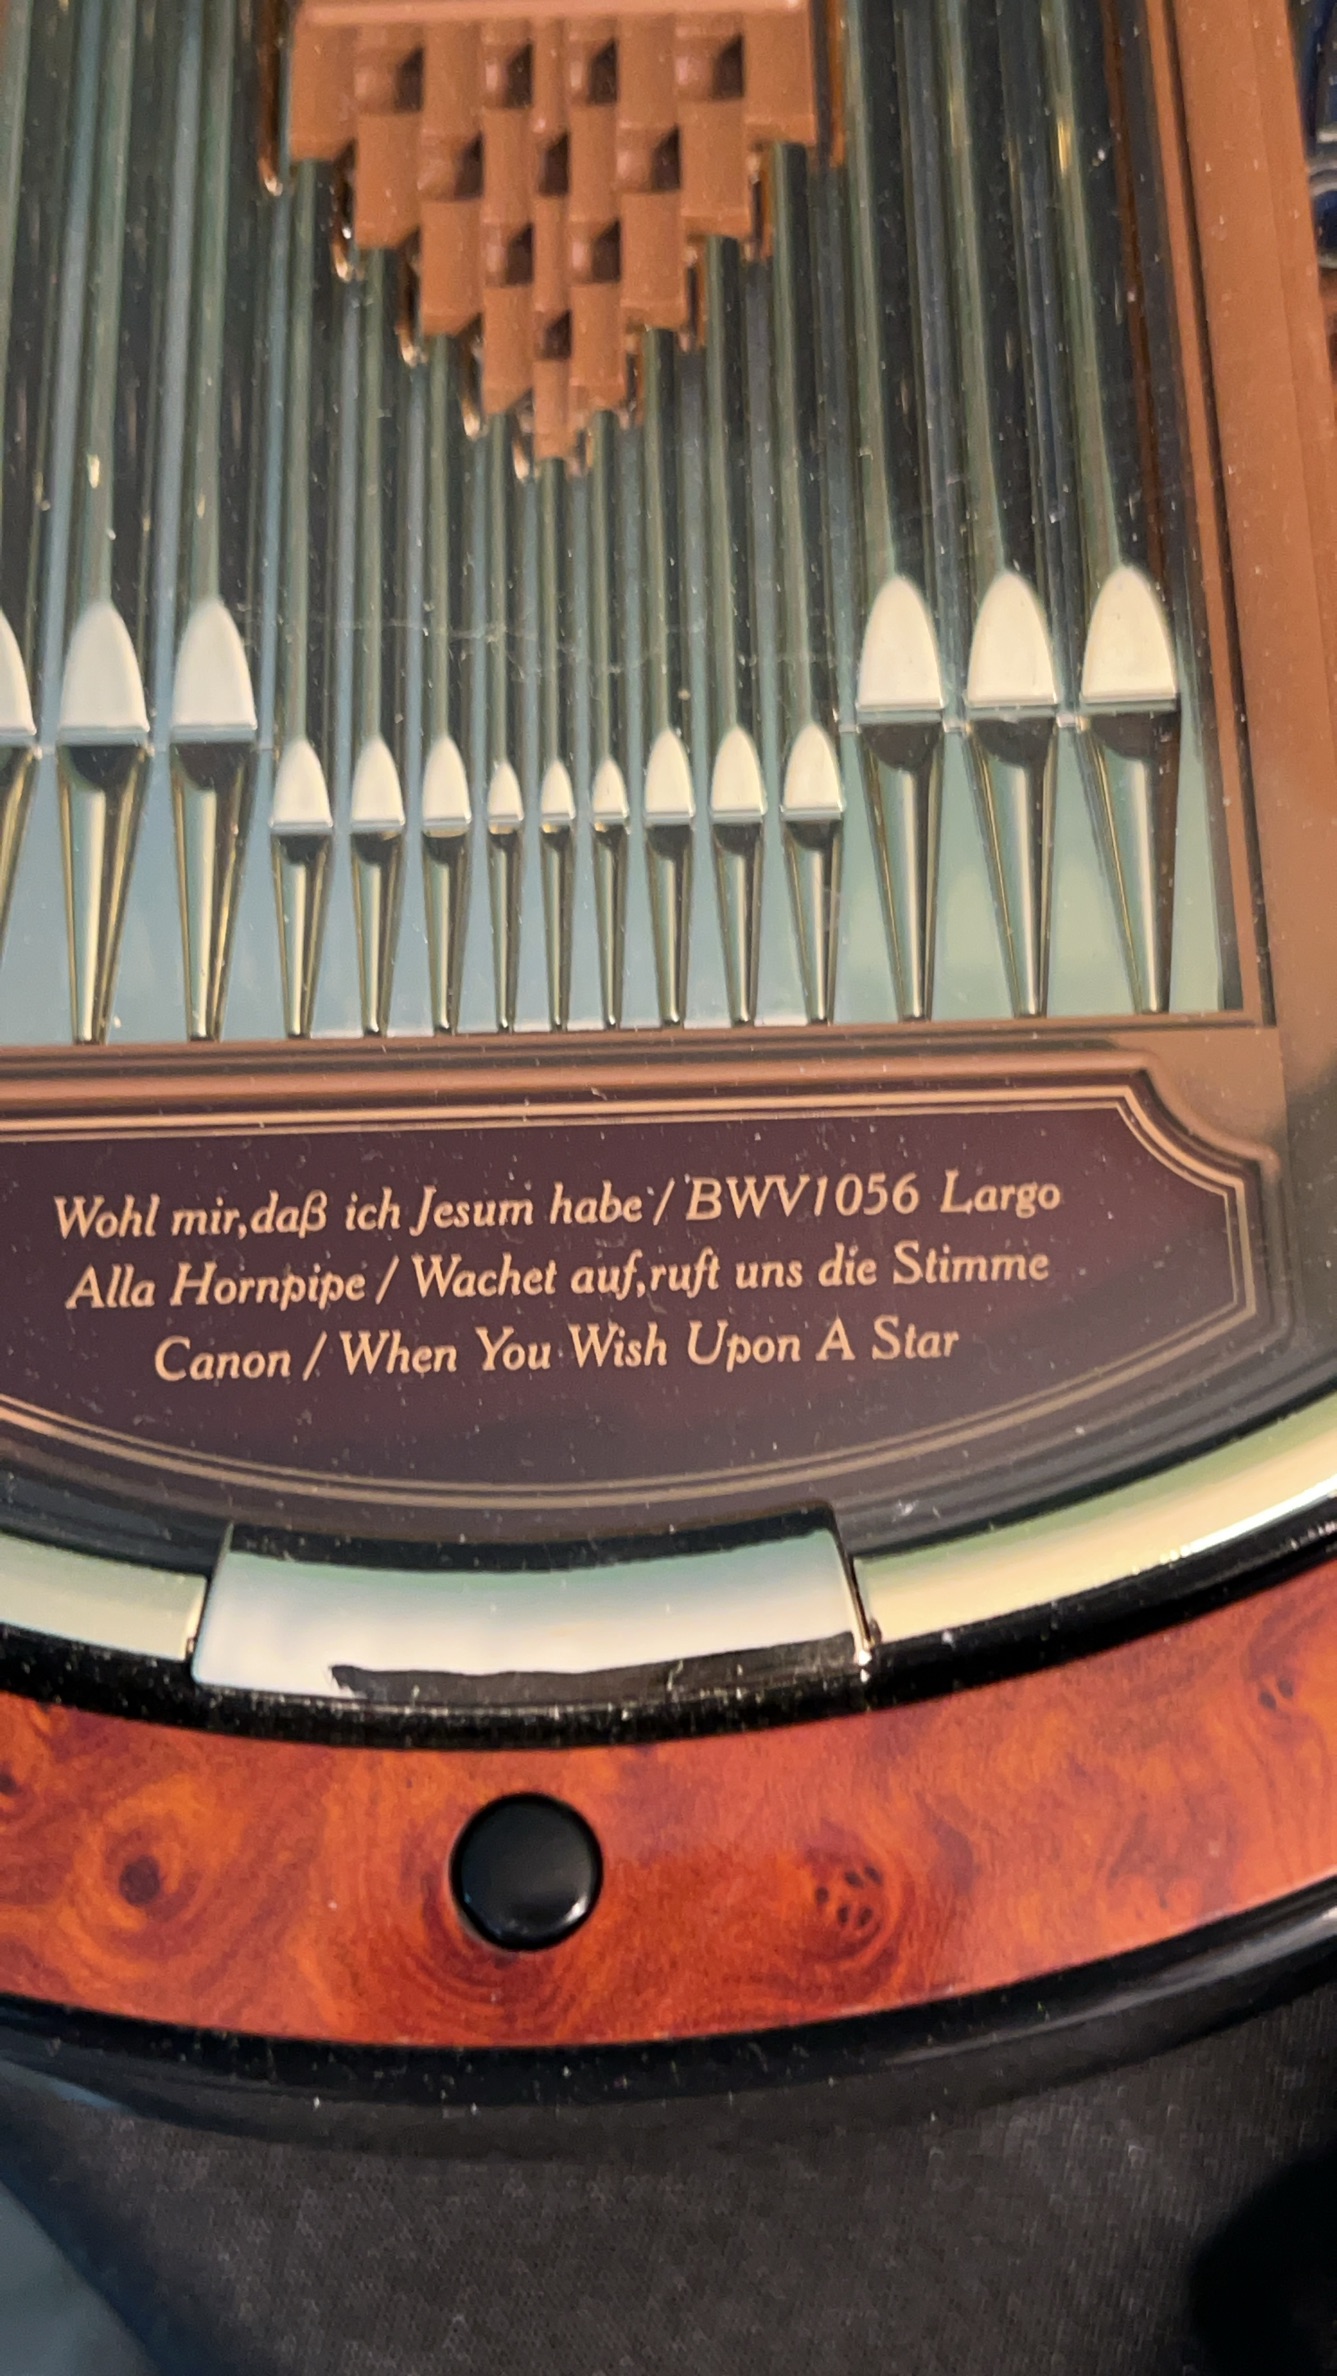 Wohl mir,daß ich Jesum habe / BWV1056 Largo
Alla Hornpipe / Wachet auf,ruft uns die Stimme
Canon / When You Wish Upon A Star